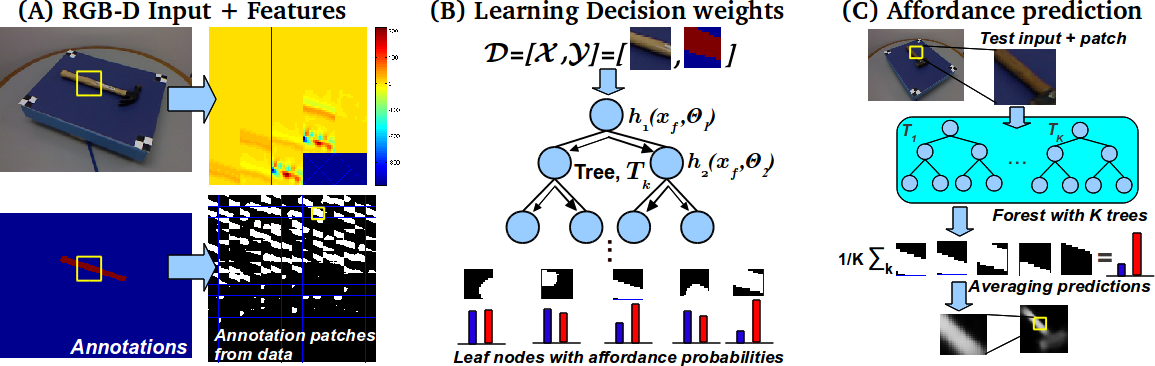 (A) RGB-D Input + Features
Annotations
Annotation patches
from data
(B) Learning Decision weights
𝒟=[𝒳,𝒴]=[ , ]
h₁(x_f,Θ₁)
h₂(x_f,Θ₂)
Tree, T_k
Leaf nodes with affordance probabilities
(C) Affordance prediction
Test input + patch
T₁ ... T_K
Forest with K trees
1/K ∑_k =
Averaging predictions